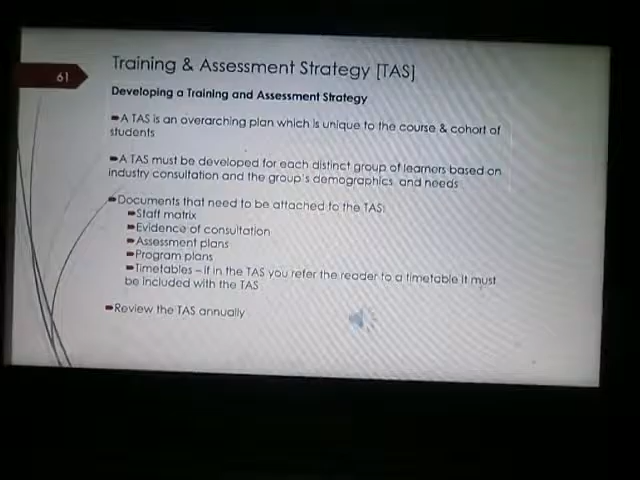 61
Training & Assessment Strategy [TAS]
Developing a Training and Assessment Strategy
A TAS is an overarching plan which is unique to the course & cohort of
students
A TAS must be developed for each distinct group of learners based on
industry consultation and the group's demographics and needs
Documents that need to be attached to the TAS:
Staff matrix
Evidence of consultation
Assessment plans
Program plans
Timetables – if in the TAS you refer the reader to a timetable it must
be included with the TAS
Review the TAS annually